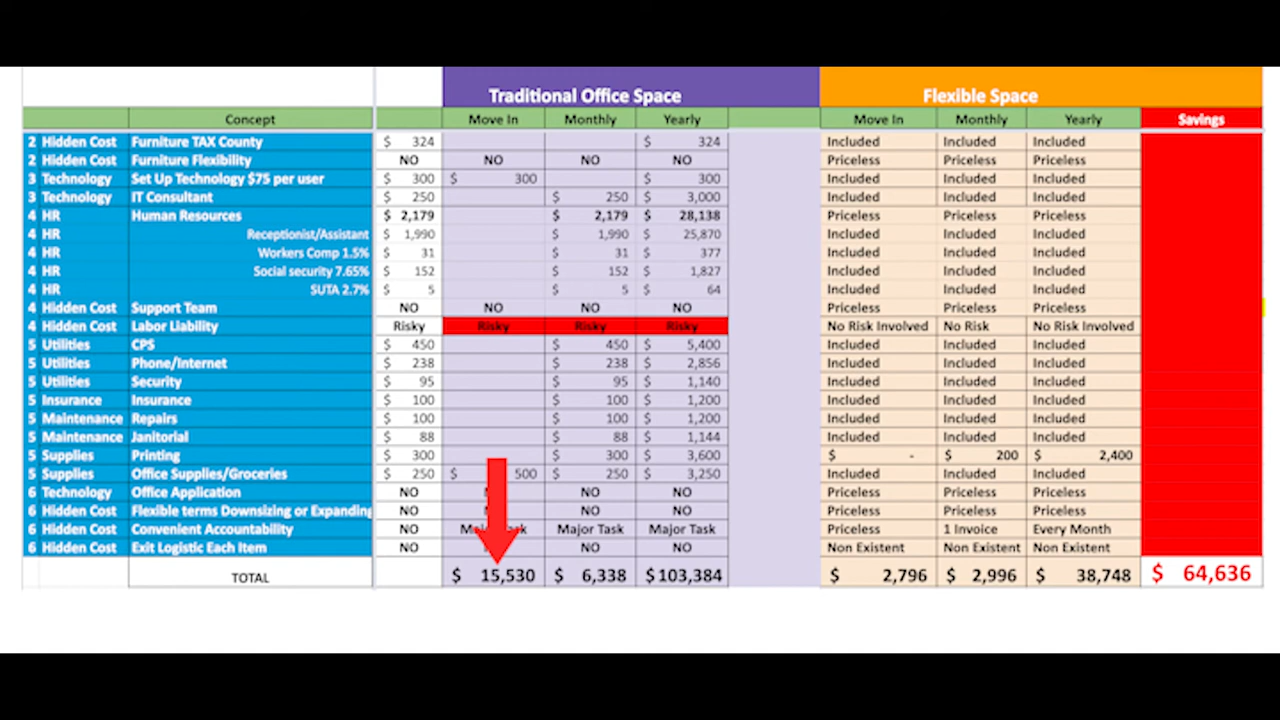 Traditional Office Space Flexible Space
Concept Move In Monthly Yearly Move In Monthly Yearly Savings
2 Hidden Cost Furniture TAX County $ 324 $ 324 Included Included Included
2 Hidden Cost Furniture Flexibility NO NO NO NO Priceless Priceless Priceless
3 Technology Set Up Technology $75 per user $ 300 $ 300 $ 300 Included Included Included
3 Technology IT Consultant $ 250 $ 250 $ 3,000 Included Included Included
4 HR Human Resources $ 2,179 $ 2,179 $ 28,138 Priceless Priceless Priceless
4 HR Receptionist/Assistant $ 1,990 $ 1,990 $ 25,870 Included Included Included
4 HR Workers Comp 1.5% $ 31 $ 31 $ 377 Included Included Included
4 HR Social security 7.65% $ 152 $ 152 $ 1,827 Included Included Included
4 HR SUTA 2.7% $ 5 $ 5 $ 64 Included Included Included
4 Hidden Cost Support Team NO NO NO NO Priceless Priceless Priceless
4 Hidden Cost Labor Liability Risky Risky Risky Risky No Risk Involved No Risk No Risk Involved
5 Utilities CPS $ 450 $ 450 $ 5,400 Included Included Included
5 Utilities Phone/Internet $ 238 $ 238 $ 2,856 Included Included Included
5 Utilities Security $ 95 $ 95 $ 1,140 Included Included Included
5 Insurance Insurance $ 100 $ 100 $ 1,200 Included Included Included
5 Maintenance Repairs $ 100 $ 100 $ 1,200 Included Included Included
5 Maintenance Janitorial $ 88 $ 88 $ 1,144 Included Included Included
5 Supplies Printing $ 300 $ 300 $ 3,600 $ - $ 200 $ 2,400
5 Supplies Office Supplies/Groceries $ 250 $ 500 $ 250 $ 3,250 Included Included Included
6 Technology Office Application NO NO NO Priceless Priceless Priceless
6 Hidden Cost Flexible terms Downsizing or Expanding NO NO NO Priceless Priceless Priceless
6 Hidden Cost Convenient Accountability NO Major Task Major Task Priceless 1 Invoice Every Month
6 Hidden Cost Exit Logistic Each Item NO NO NO Non Existent Non Existent Non Existent
TOTAL $ 15,530 $ 6,338 $ 103,384 $ 2,796 $ 2,996 $ 38,748 $ 64,636